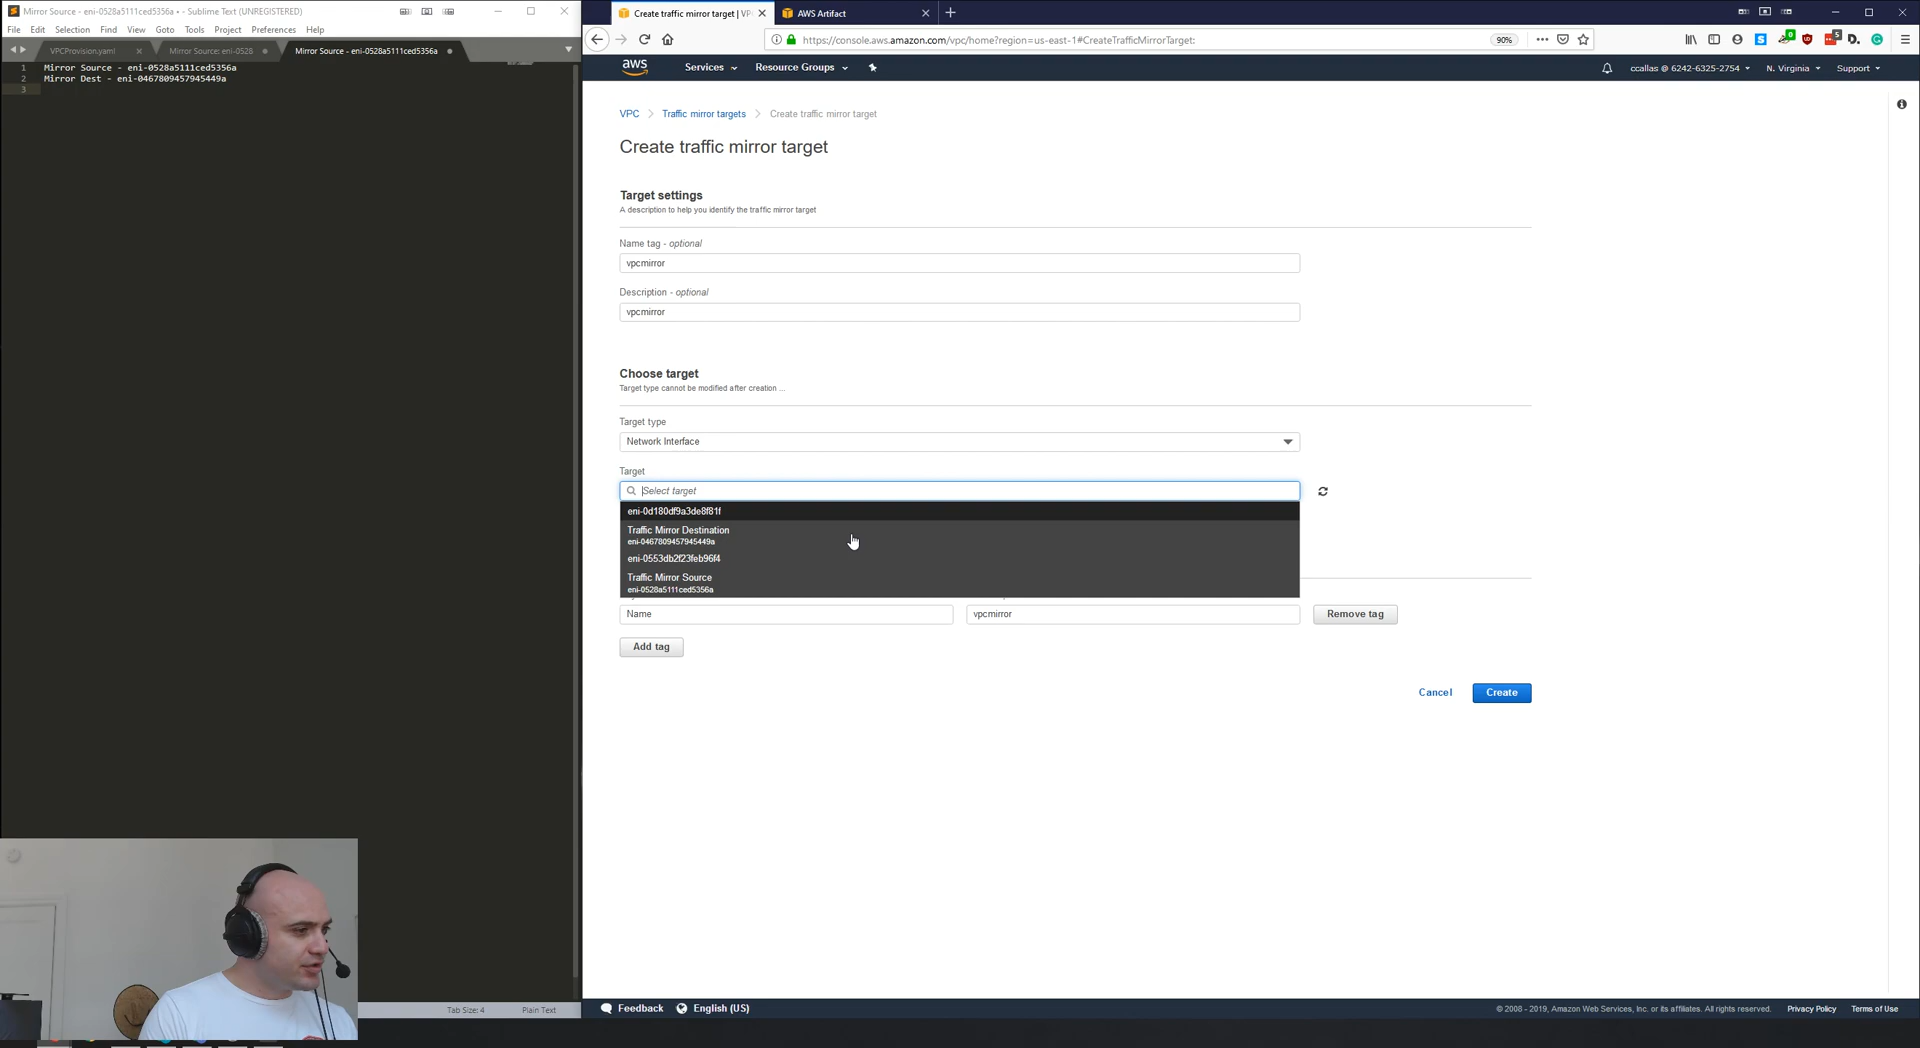 Mirror Source - eni-0528a5111ced5356a • - Sublime Text (UNREGISTERED)
File Edit Selection Find View Goto Tools Project Preferences Help
VPCProvision.yaml
Mirror Source: eni-0528
Mirror Source - eni-0528a5111ced5356a
1 Mirror Source - eni-0528a5111ced5356a
2 Mirror Dest - eni-0467809457945449a
3
Tab Size: 4 Plain Text
Create traffic mirror target | VPC
AWS Artifact
https://console.aws.amazon.com/vpc/home?region=us-east-1#CreateTrafficMirrorTarget:
90%
aws
Services
Resource Groups
ccallas @ 6242-6325-2754
N. Virginia
Support
VPC > Traffic mirror targets > Create traffic mirror target
Create traffic mirror target
Target settings
A description to help you identify the traffic mirror target
Name tag - optional
vpcmirror
Description - optional
vpcmirror
Choose target
Target type cannot be modified after creation ...
Target type
Network Interface
Target
Select target
eni-0d180df9a3de8f81f
Traffic Mirror Destination
eni-0467809457945449a
eni-0553db2f23feb96f4
Traffic Mirror Source
eni-0528a5111ced5356a
Name
vpcmirror
Remove tag
Add tag
Cancel
Create
Feedback
English (US)
© 2008 - 2019, Amazon Web Services, Inc. or its affiliates. All rights reserved.
Privacy Policy
Terms of Use